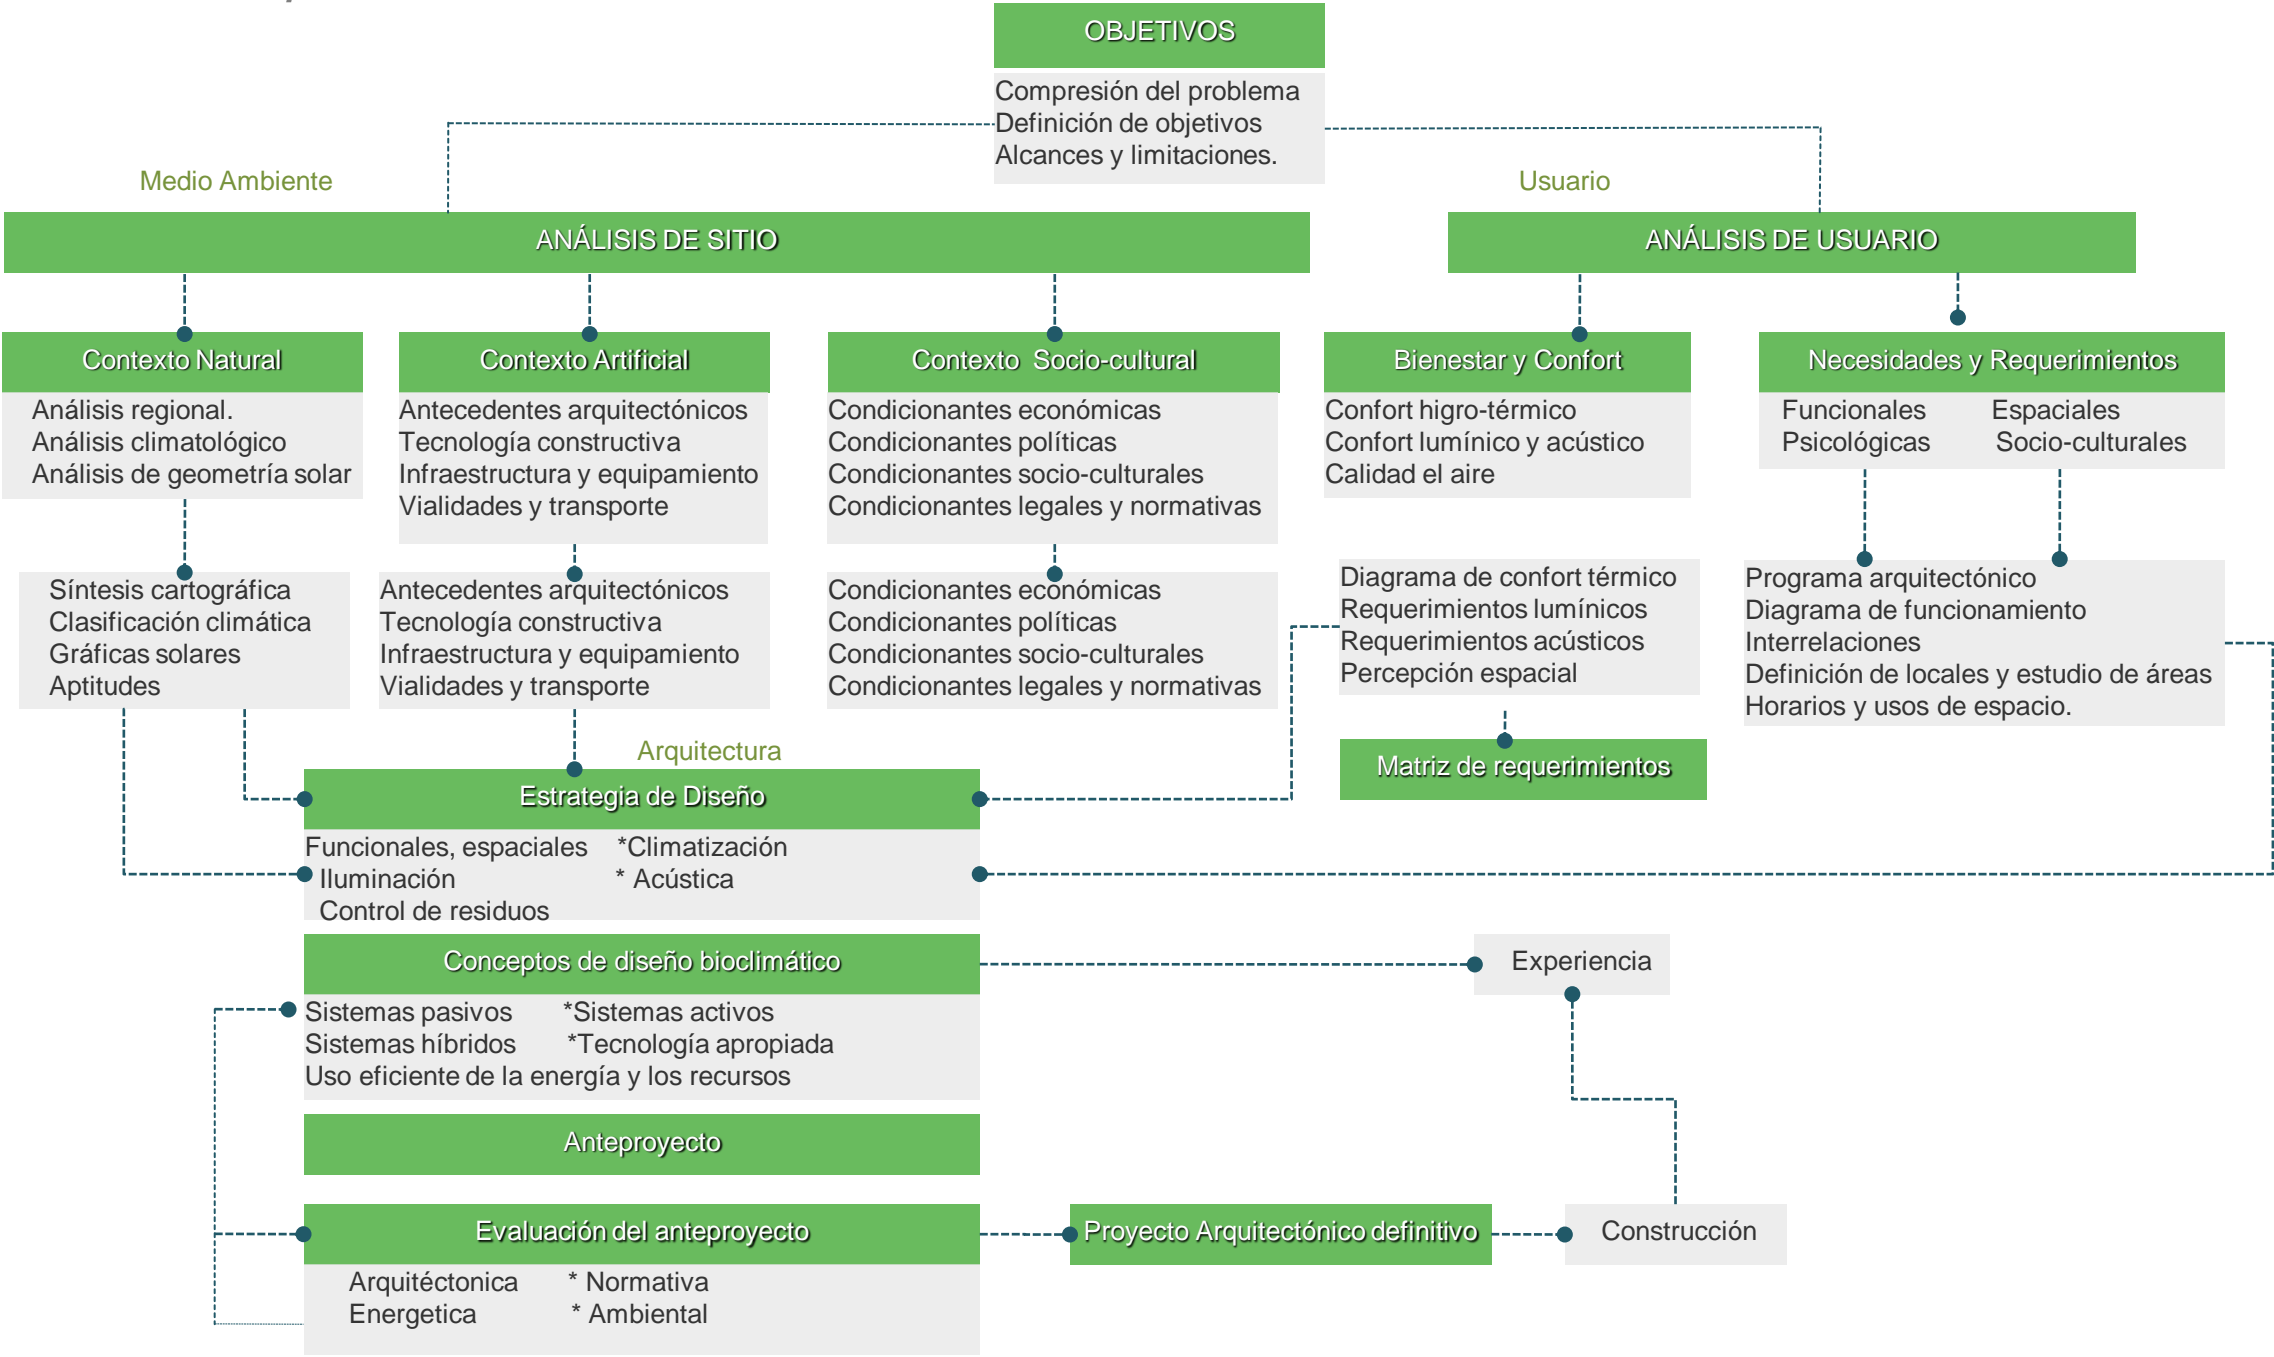 OBJETIVOS
Compresión del problema
Definición de objetivos
Alcances y limitaciones.
Medio Ambiente
Usuario
ANÁLISIS DE SITIO
ANÁLISIS DE USUARIO
Contexto Natural
Análisis regional.
Análisis climatológico
Análisis de geometría solar
Contexto Artificial
Antecedentes arquitectónicos
Tecnología constructiva
Infraestructura y equipamiento
Vialidades y transporte
Contexto Socio-cultural
Condicionantes económicas
Condicionantes políticas
Condicionantes socio-culturales
Condicionantes legales y normativas
Bienestar y Confort
Confort higro-térmico
Confort lumínico y acústico
Calidad el aire
Necesidades y Requerimientos
Funcionales Espaciales
Psicológicas Socio-culturales
Síntesis cartográfica
Clasificación climática
Gráficas solares
Aptitudes
Antecedentes arquitectónicos
Tecnología constructiva
Infraestructura y equipamiento
Vialidades y transporte
Condicionantes económicas
Condicionantes políticas
Condicionantes socio-culturales
Condicionantes legales y normativas
Diagrama de confort térmico
Requerimientos lumínicos
Requerimientos acústicos
Percepción espacial
Programa arquitectónico
Diagrama de funcionamiento
Interrelaciones
Definición de locales y estudio de áreas
Horarios y usos de espacio.
Matriz de requerimientos
Arquitectura
Estrategia de Diseño
Funcionales, espaciales *Climatización
Iluminación * Acústica
Control de residuos
Conceptos de diseño bioclimático
Experiencia
Sistemas pasivos *Sistemas activos
Sistemas híbridos *Tecnología apropiada
Uso eficiente de la energía y los recursos
Anteproyecto
Evaluación del anteproyecto
Proyecto Arquitectónico definitivo
Construcción
Arquitéctonica * Normativa
Energetica * Ambiental